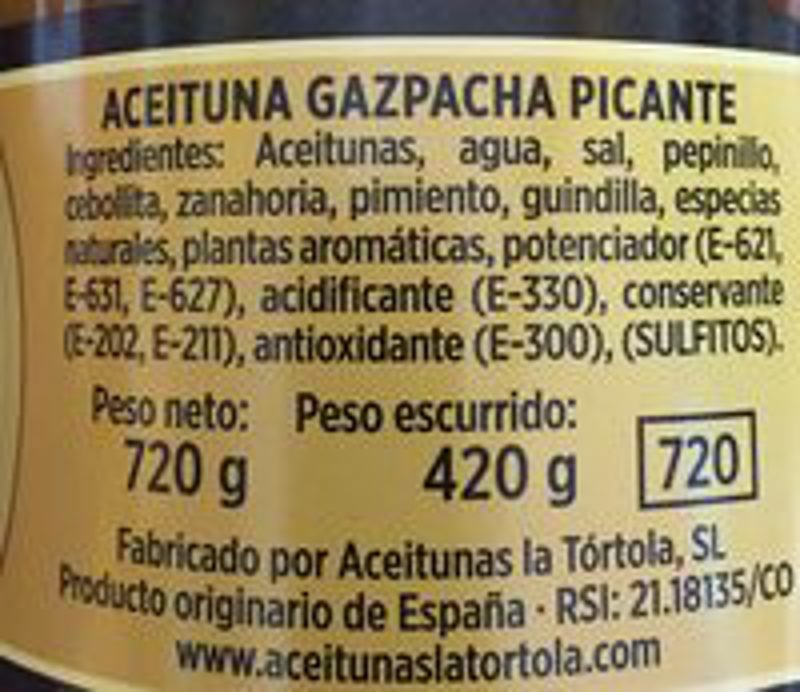 ACEITUNA GAZPACHA PICANTE
Ingredientes: Aceitunas, agua, sal, pepinillo,
cebollita, zanahoria, pimiento, guindilla, especias
naturales, plantas aromáticas, potenciador (E-621,
E-631, E-627), acidificante (E-330), conservante
(E-202, E-211), antioxidante (E-300), (SULFITOS).
Peso neto: Peso escurrido:
720 g 420 g 720
Fabricado por Aceitunas la Tórtola, SL
Producto originario de España · RSI: 21.18135/CO
www.aceitunaslatortola.com